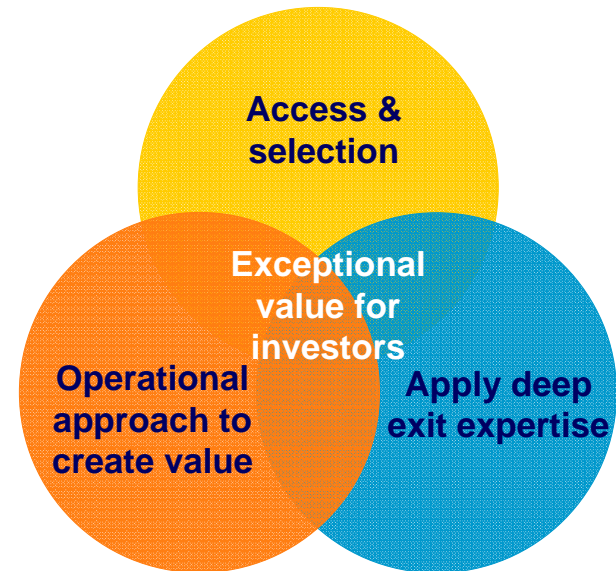 Access &
selection
Exceptional
value for
investors
Operational
approach to
create value
Apply deep
exit expertise